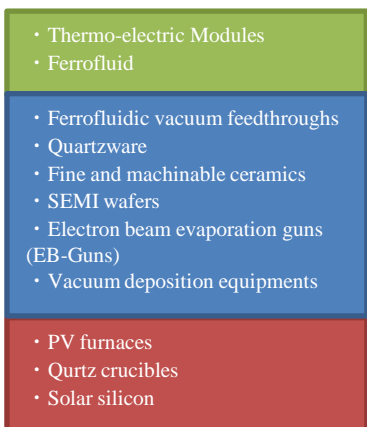 ・Thermo-electric Modules
・Ferrofluid
・Ferrofluidic vacuum feedthroughs
・Quartzware
・Fine and machinable ceramics
・SEMI wafers
・Electron beam evaporation guns
(EB-Guns)
・Vacuum deposition equipments
・PV furnaces
・Qurtz crucibles
・Solar silicon